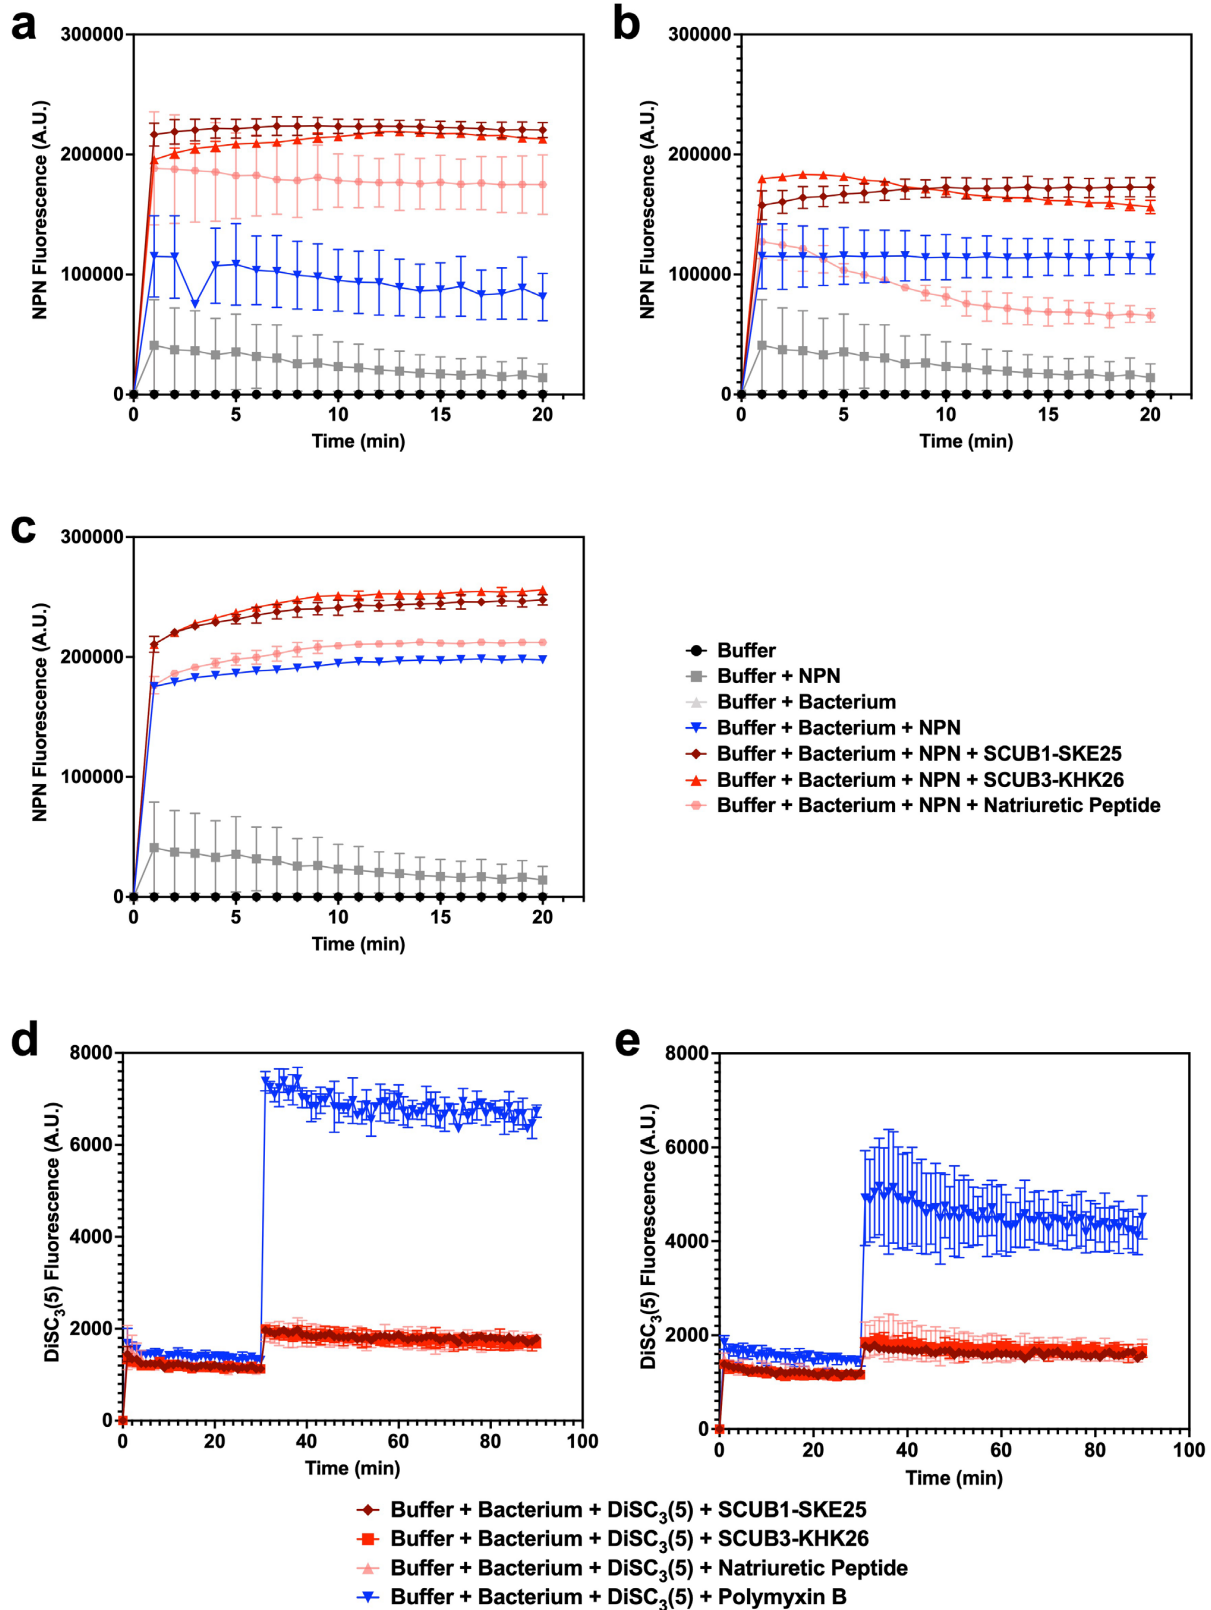 a
300000
200000
100000
0
NPN Fluorescence (A.U.)
0 5 10 15 20
Time (min)
b
300000
200000
100000
0
NPN Fluorescence (A.U.)
0 5 10 15 20
Time (min)
c
300000
200000
100000
0
NPN Fluorescence (A.U.)
0 5 10 15 20
Time (min)
Buffer
Buffer + NPN
Buffer + Bacterium
Buffer + Bacterium + NPN
Buffer + Bacterium + NPN + SCUB1-SKE25
Buffer + Bacterium + NPN + SCUB3-KHK26
Buffer + Bacterium + NPN + Natriuretic Peptide
d
8000
6000
4000
2000
0
DiSC₃(5) Fluorescence (A.U.)
0 20 40 60 80 100
Time (min)
e
8000
6000
4000
2000
0
DiSC₃(5) Fluorescence (A.U.)
0 20 40 60 80 100
Time (min)
Buffer + Bacterium + DiSC₃(5) + SCUB1-SKE25
Buffer + Bacterium + DiSC₃(5) + SCUB3-KHK26
Buffer + Bacterium + DiSC₃(5) + Natriuretic Peptide
Buffer + Bacterium + DiSC₃(5) + Polymyxin B